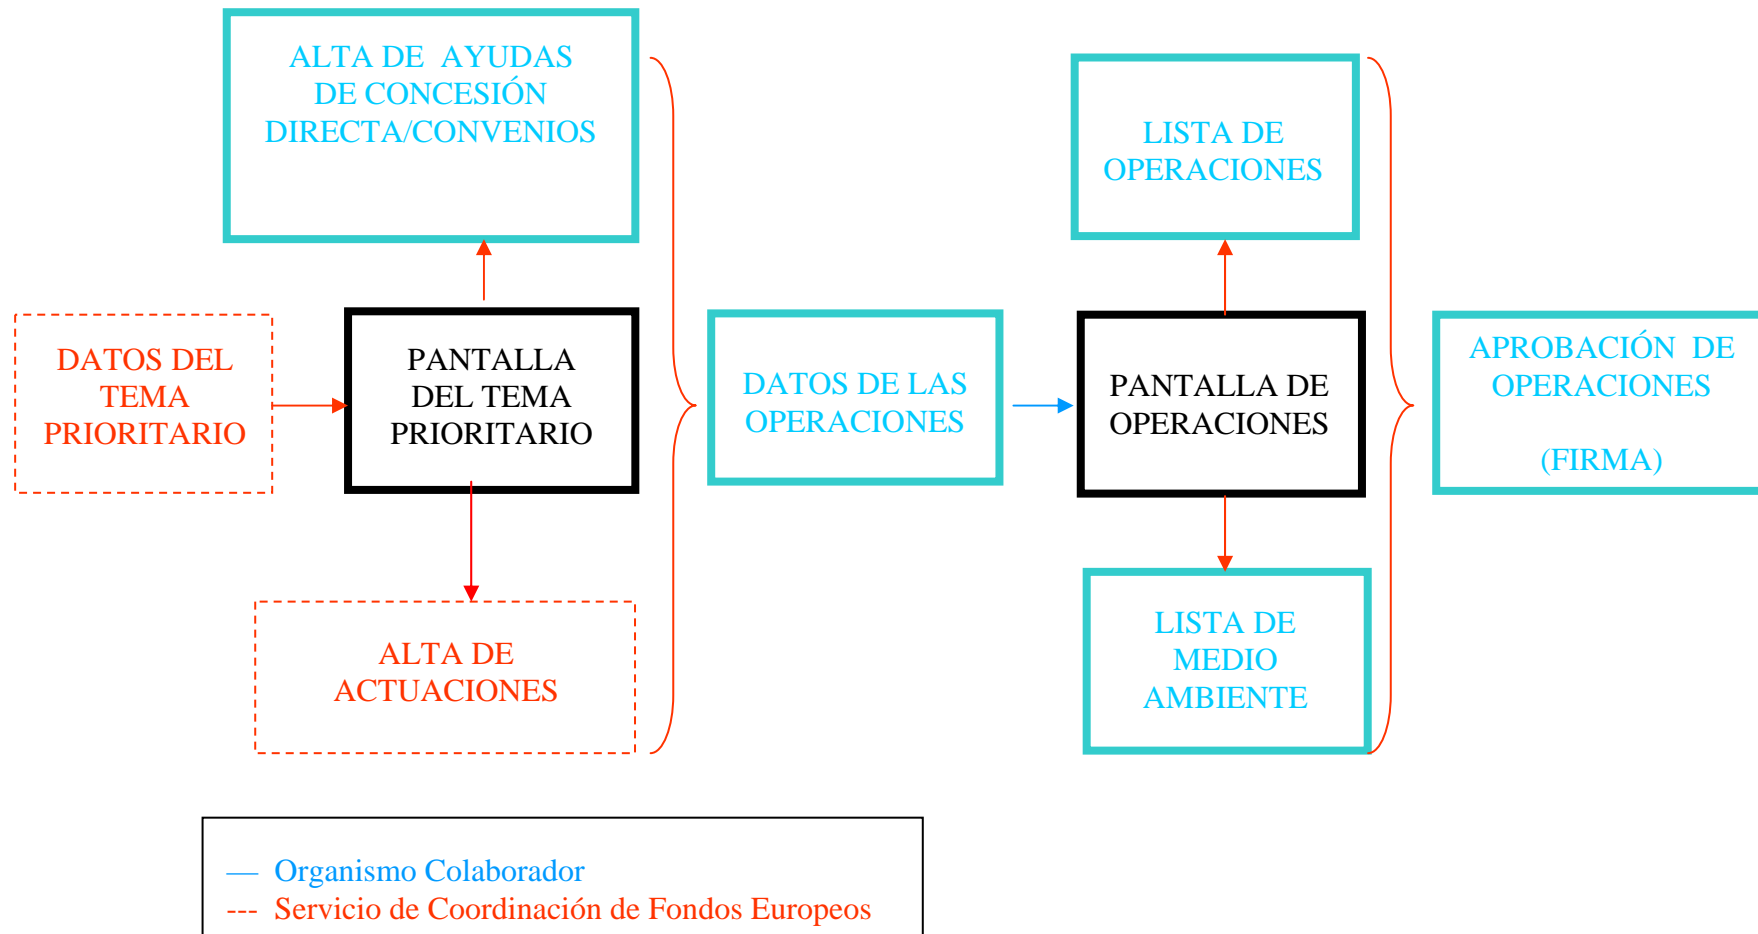 ALTA DE AYUDAS
DE CONCESIÓN
DIRECTA/CONVENIOS
LISTA DE
OPERACIONES
DATOS DEL
TEMA
PRIORITARIO
PANTALLA
DEL TEMA
PRIORITARIO
DATOS DE LAS
OPERACIONES
PANTALLA DE
OPERACIONES
APROBACIÓN DE
OPERACIONES
(FIRMA)
ALTA DE
ACTUACIONES
LISTA DE
MEDIO
AMBIENTE
— Organismo Colaborador
--- Servicio de Coordinación de Fondos Europeos